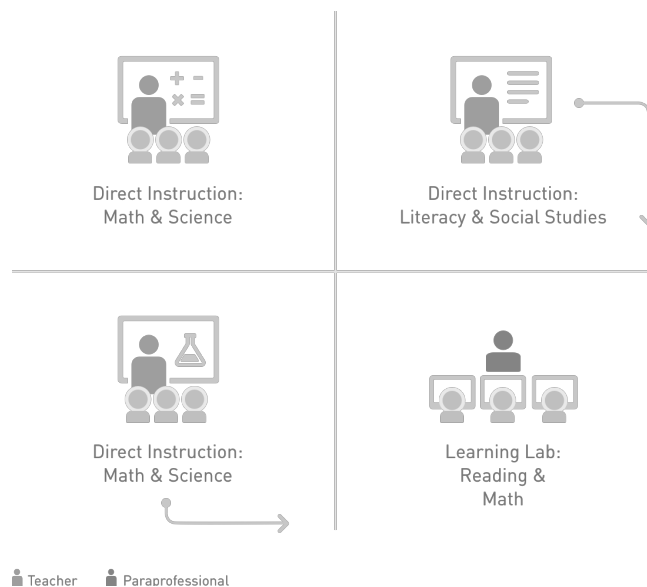 Direct Instruction:
Math & Science
Direct Instruction:
Literacy & Social Studies
Direct Instruction:
Math & Science
Learning Lab:
Reading &
Math
Teacher
Paraprofessional